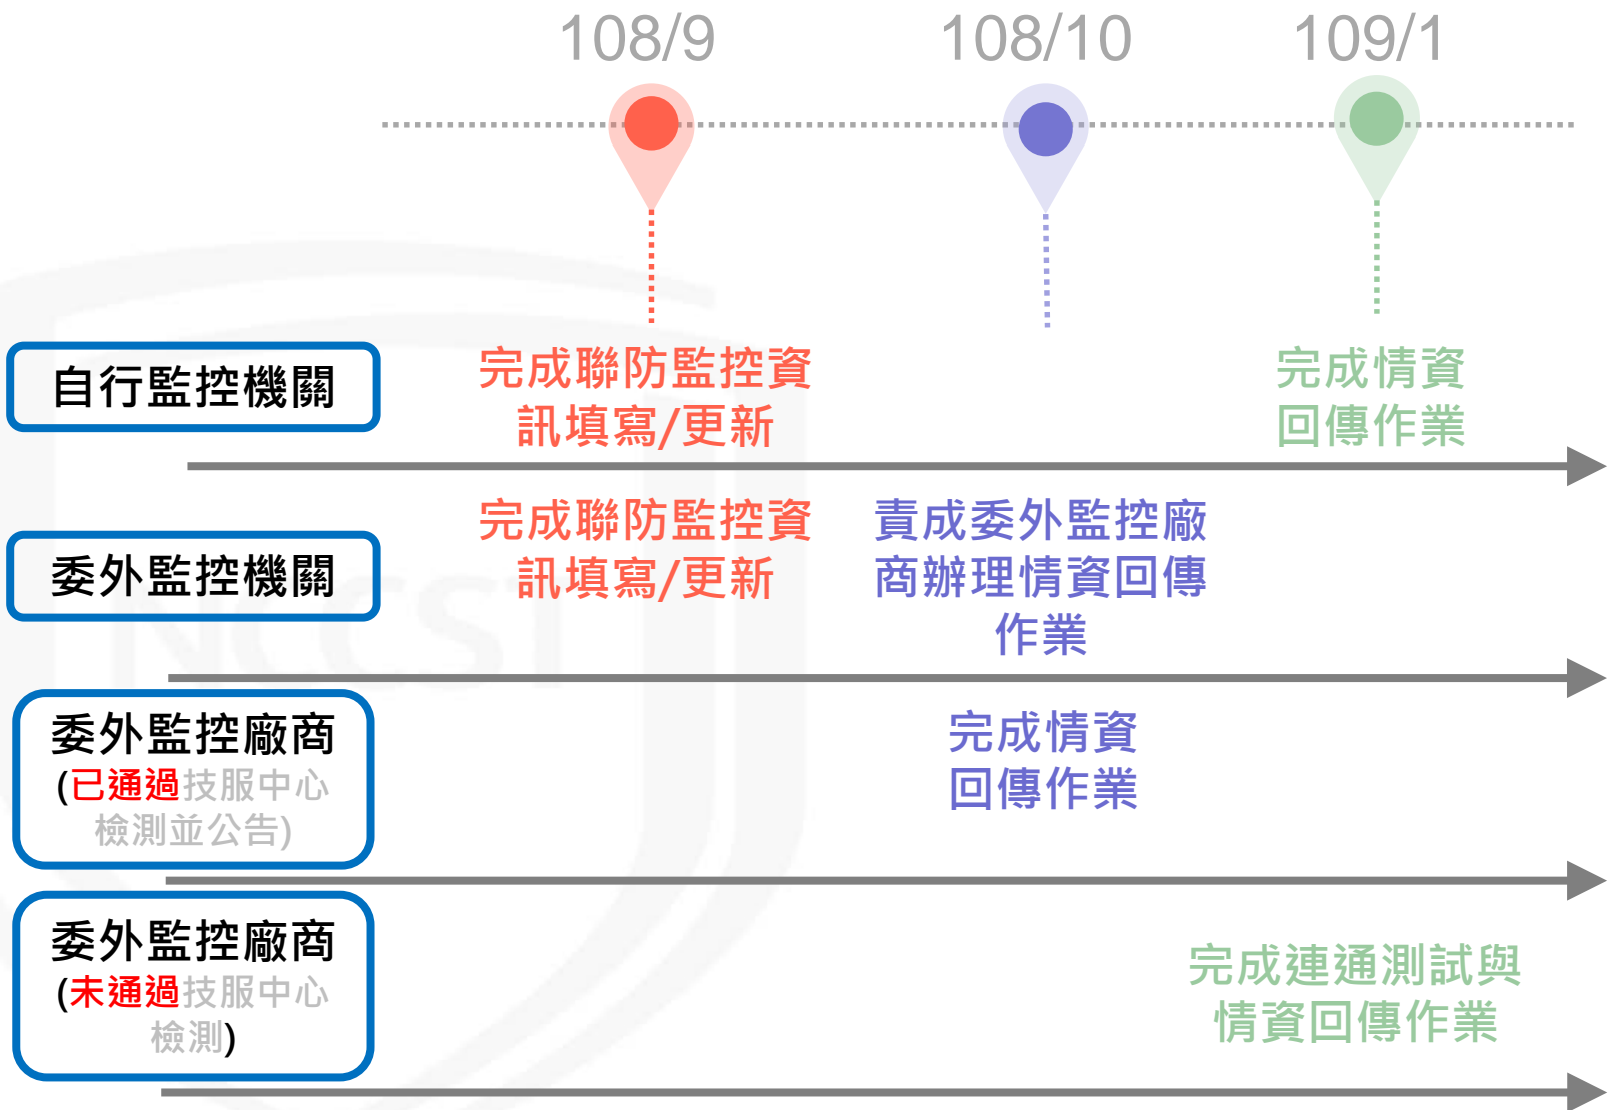 108/9
108/10
109/1
自行監控機關
完成聯防監控資
訊填寫/更新
完成情資
回傳作業
委外監控機關
完成聯防監控資
訊填寫/更新
責成委外監控廠
商辦理情資回傳
作業
委外監控廠商
(已通過技服中心
檢測並公告)
完成情資
回傳作業
委外監控廠商
(未通過技服中心
檢測)
完成連通測試與
情資回傳作業
NCCST